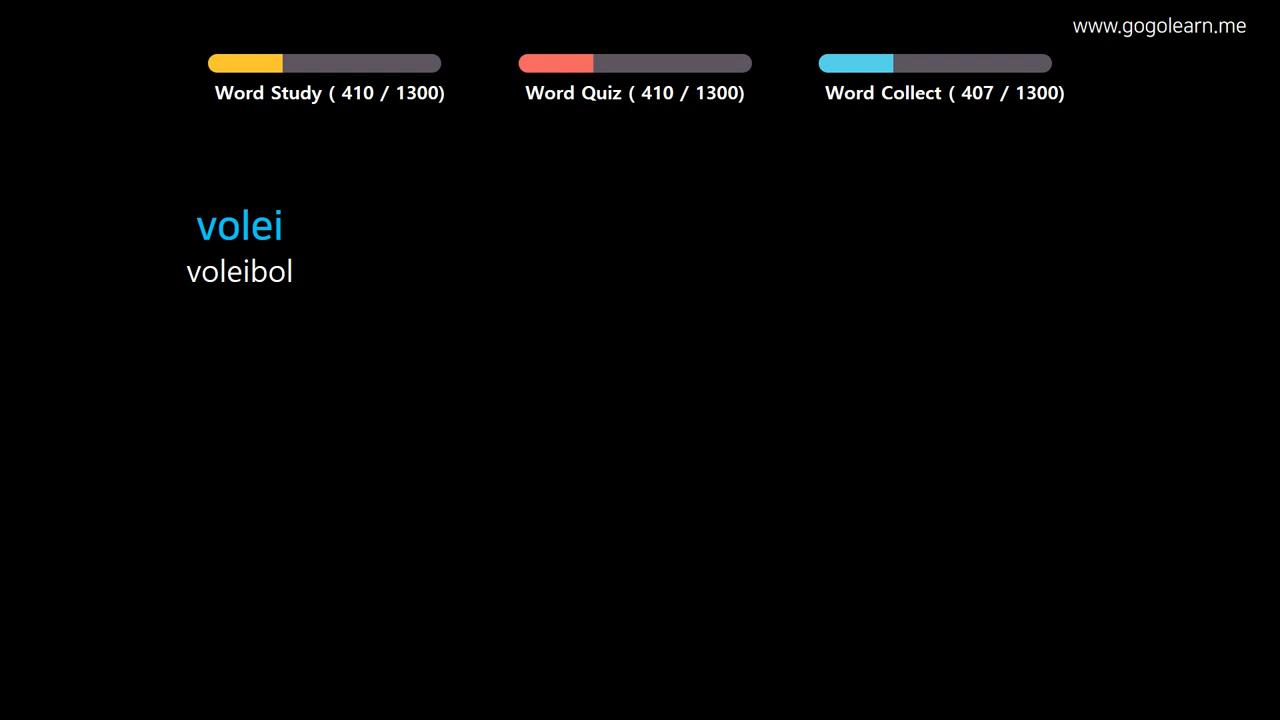 www.gogolearn.me
Word Study ( 410 / 1300)
Word Quiz ( 410 / 1300)
Word Collect ( 407 / 1300)
volei
voleibol